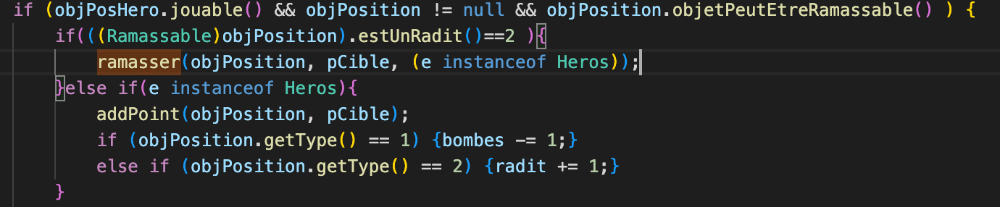 if (objPosHero.jouable() && objPosition != null && objPosition.objetPeutEtreRamassable() ) {
if(((Ramassable)objPosition).estUnRadit()==2 ){
ramasser(objPosition, pCible, (e instanceof Heros));
}else if(e instanceof Heros){
addPoint(objPosition, pCible);
if (objPosition.getType() == 1) {bombes -= 1;}
else if (objPosition.getType() == 2) {radit += 1;}
}